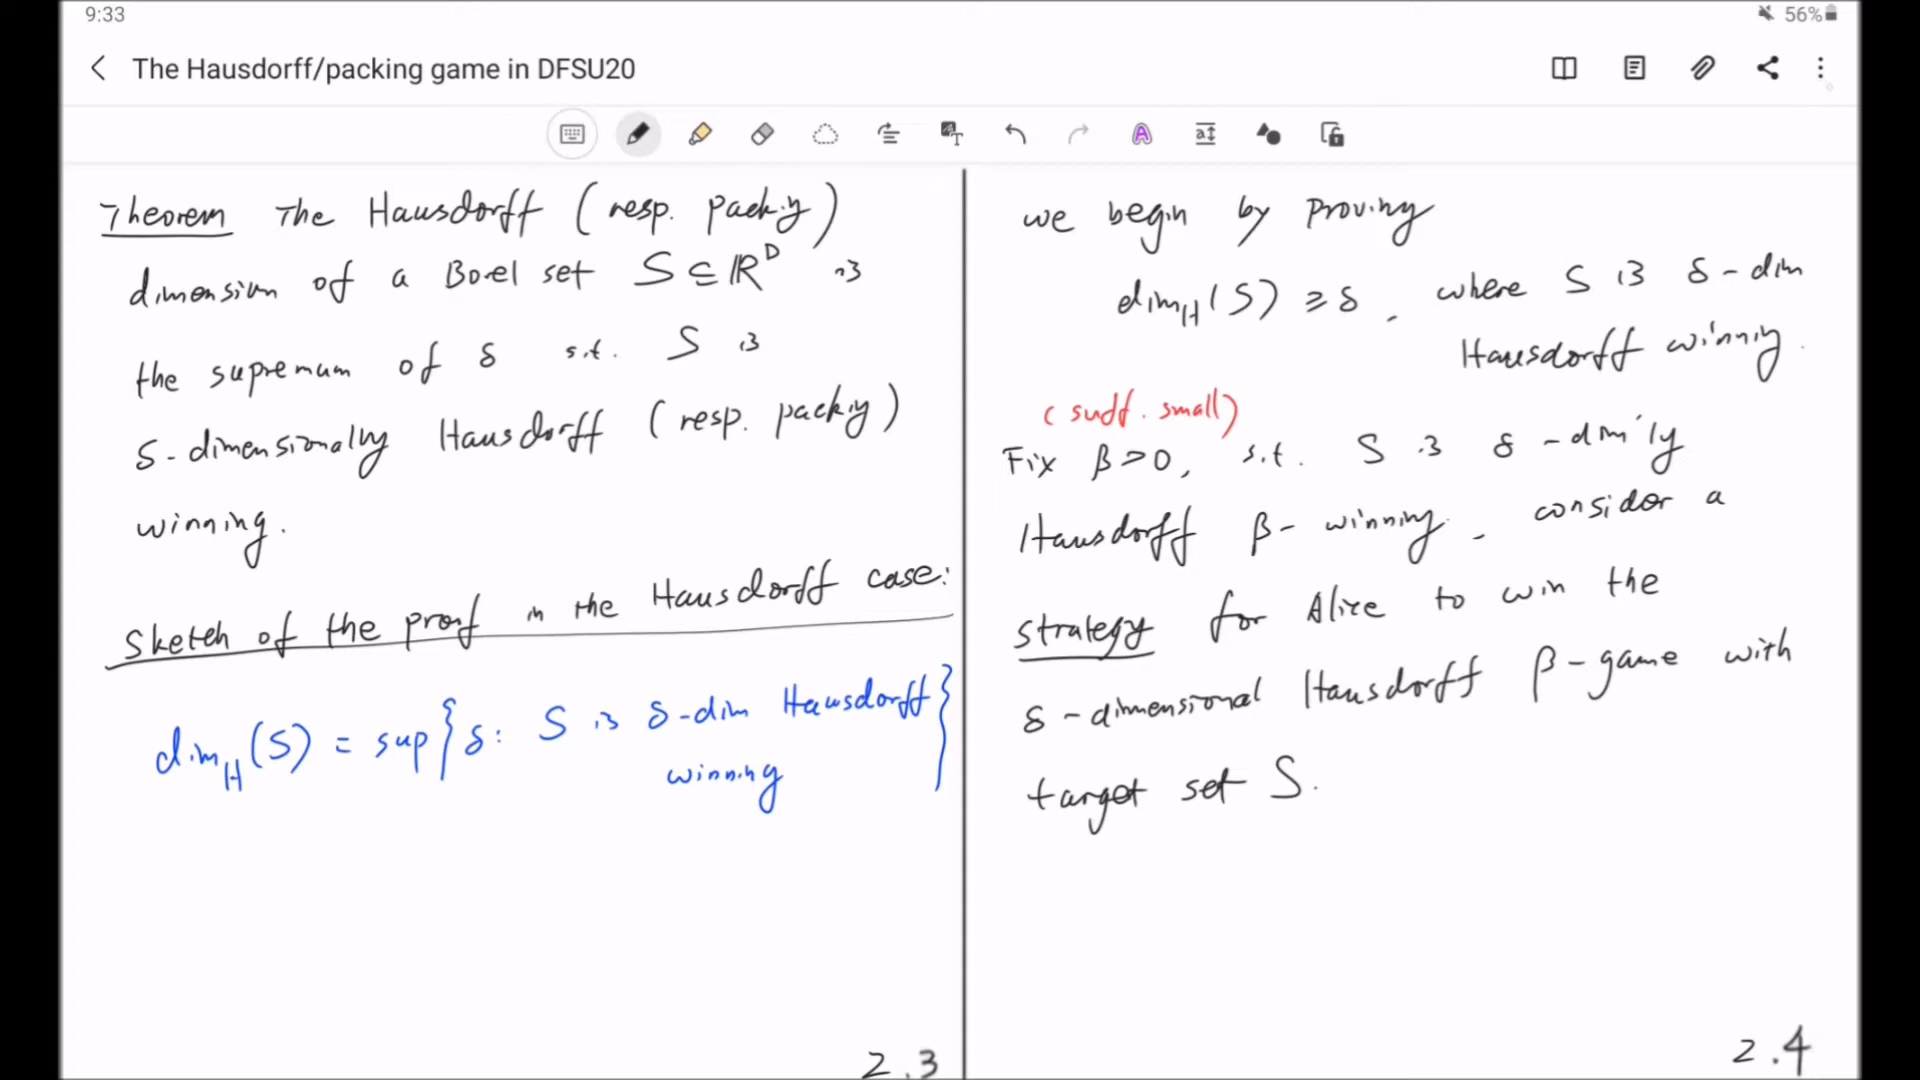 9:33
56%
The Hausdorff/packing game in DFSU20
Theorem The Hausdorff (resp. packing)
dimension of a Borel set S ⊆ ℝ^D is
the supremum of δ s.t. S is
δ-dimensionally Hausdorff (resp. packing)
winning.
Sketch of the proof in the Hausdorff case:
dim_H(S) = sup{δ: S is δ-dim Hausdorff
winning}
2.3
we begin by proving
dim_H(S) ≥ δ, where S is δ-dim
Hausdorff winning.
(suff. small)
Fix β>0, s.t. S is δ-dim'ly
Hausdorff β-winning. consider a
strategy for Alice to win the
δ-dimensional Hausdorff β-game with
target set S.
2.4